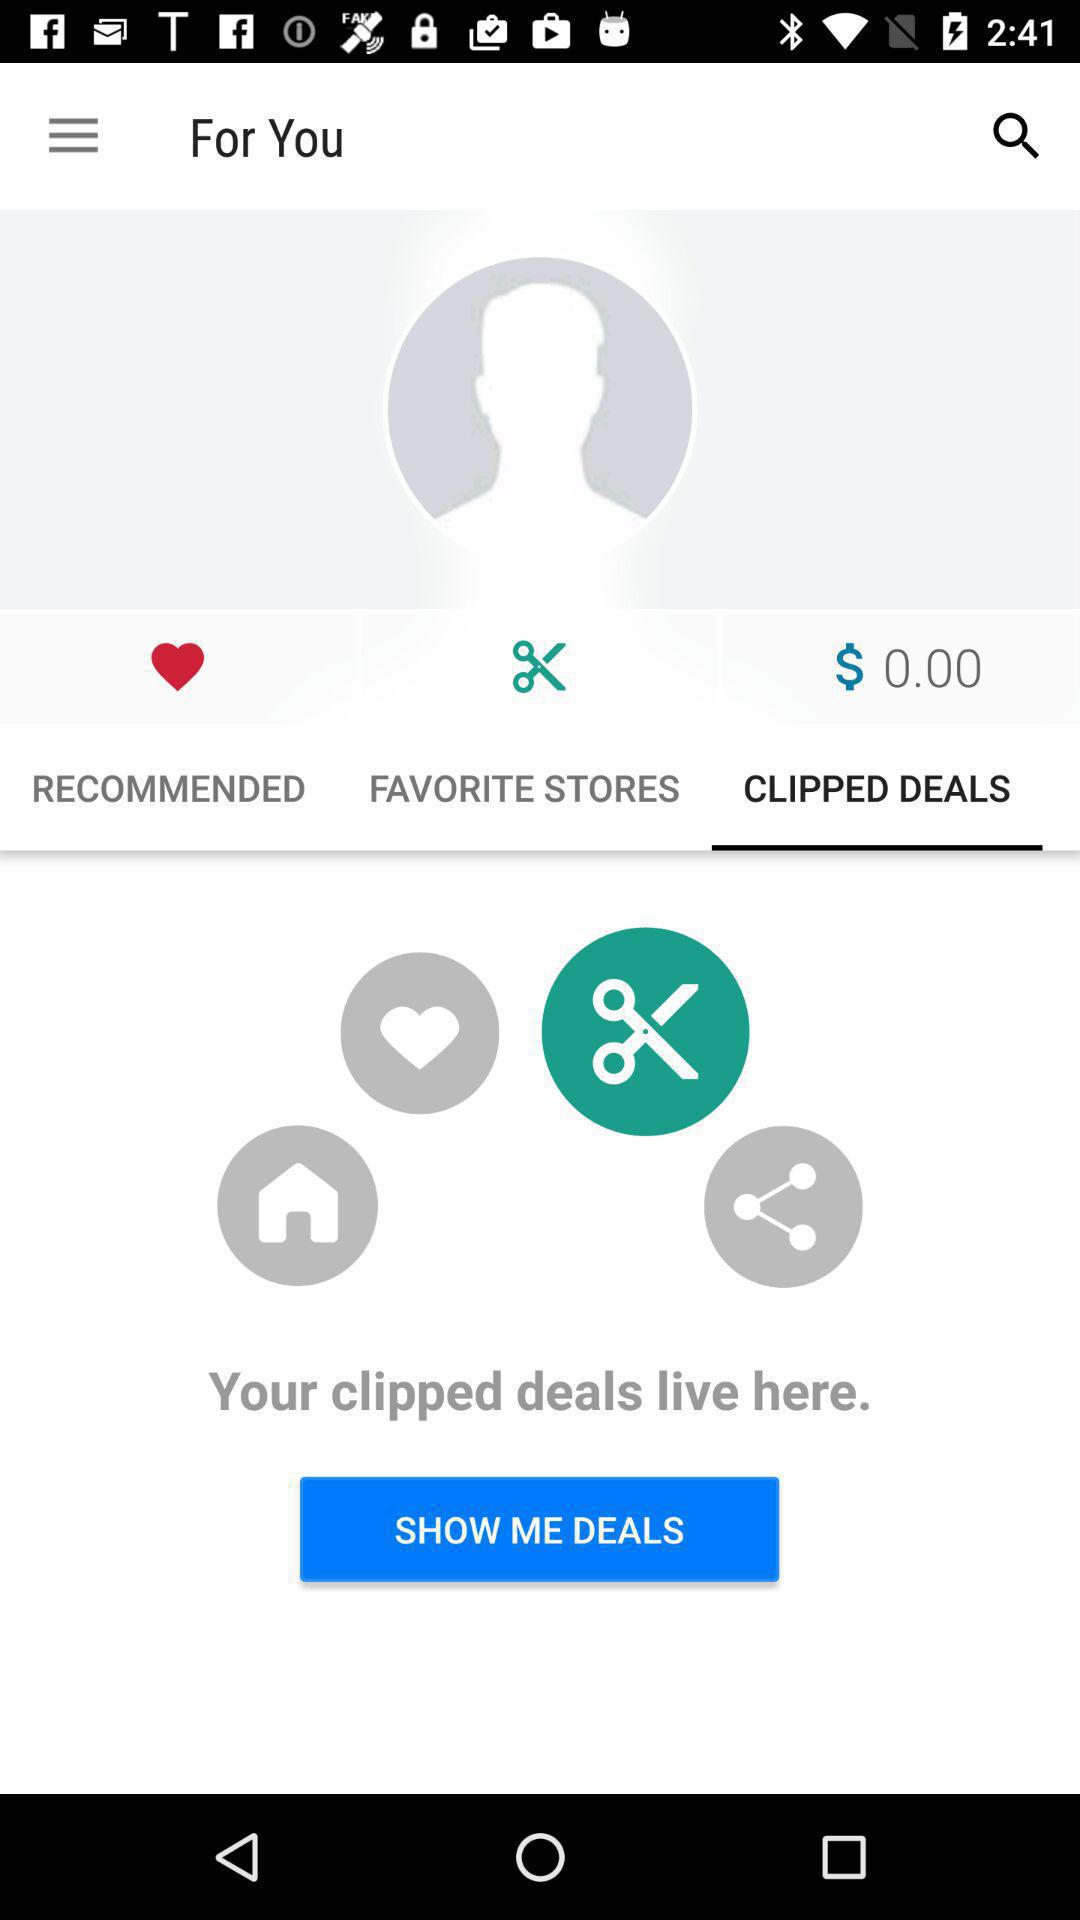 FAKE
2:41
For You
$ 0.00
RECOMMENDED FAVORITE STORES CLIPPED DEALS
Your clipped deals live here.
SHOW ME DEALS